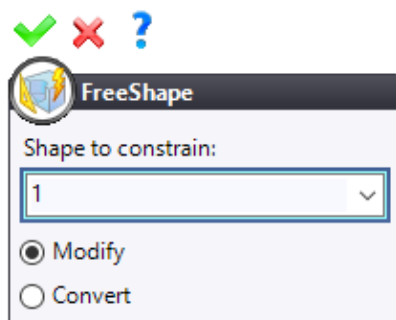 ?
FreeShape
Shape to constrain:
1
Modify
Convert